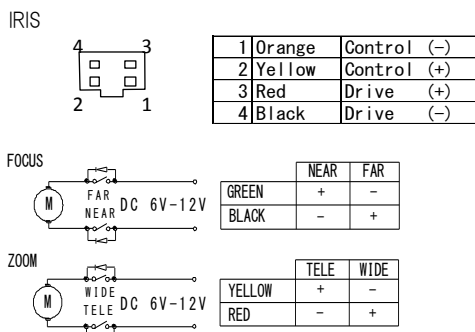 IRIS
4 3
2 1
1 Orange Control (−)
2 Yellow Control (+)
3 Red Drive (+)
4 Black Drive (−)
FOCUS
M
FAR
NEAR
DC 6V−12V
NEAR FAR
GREEN + −
BLACK − +
ZOOM
M
WIDE
TELE
DC 6V−12V
TELE WIDE
YELLOW + −
RED − +